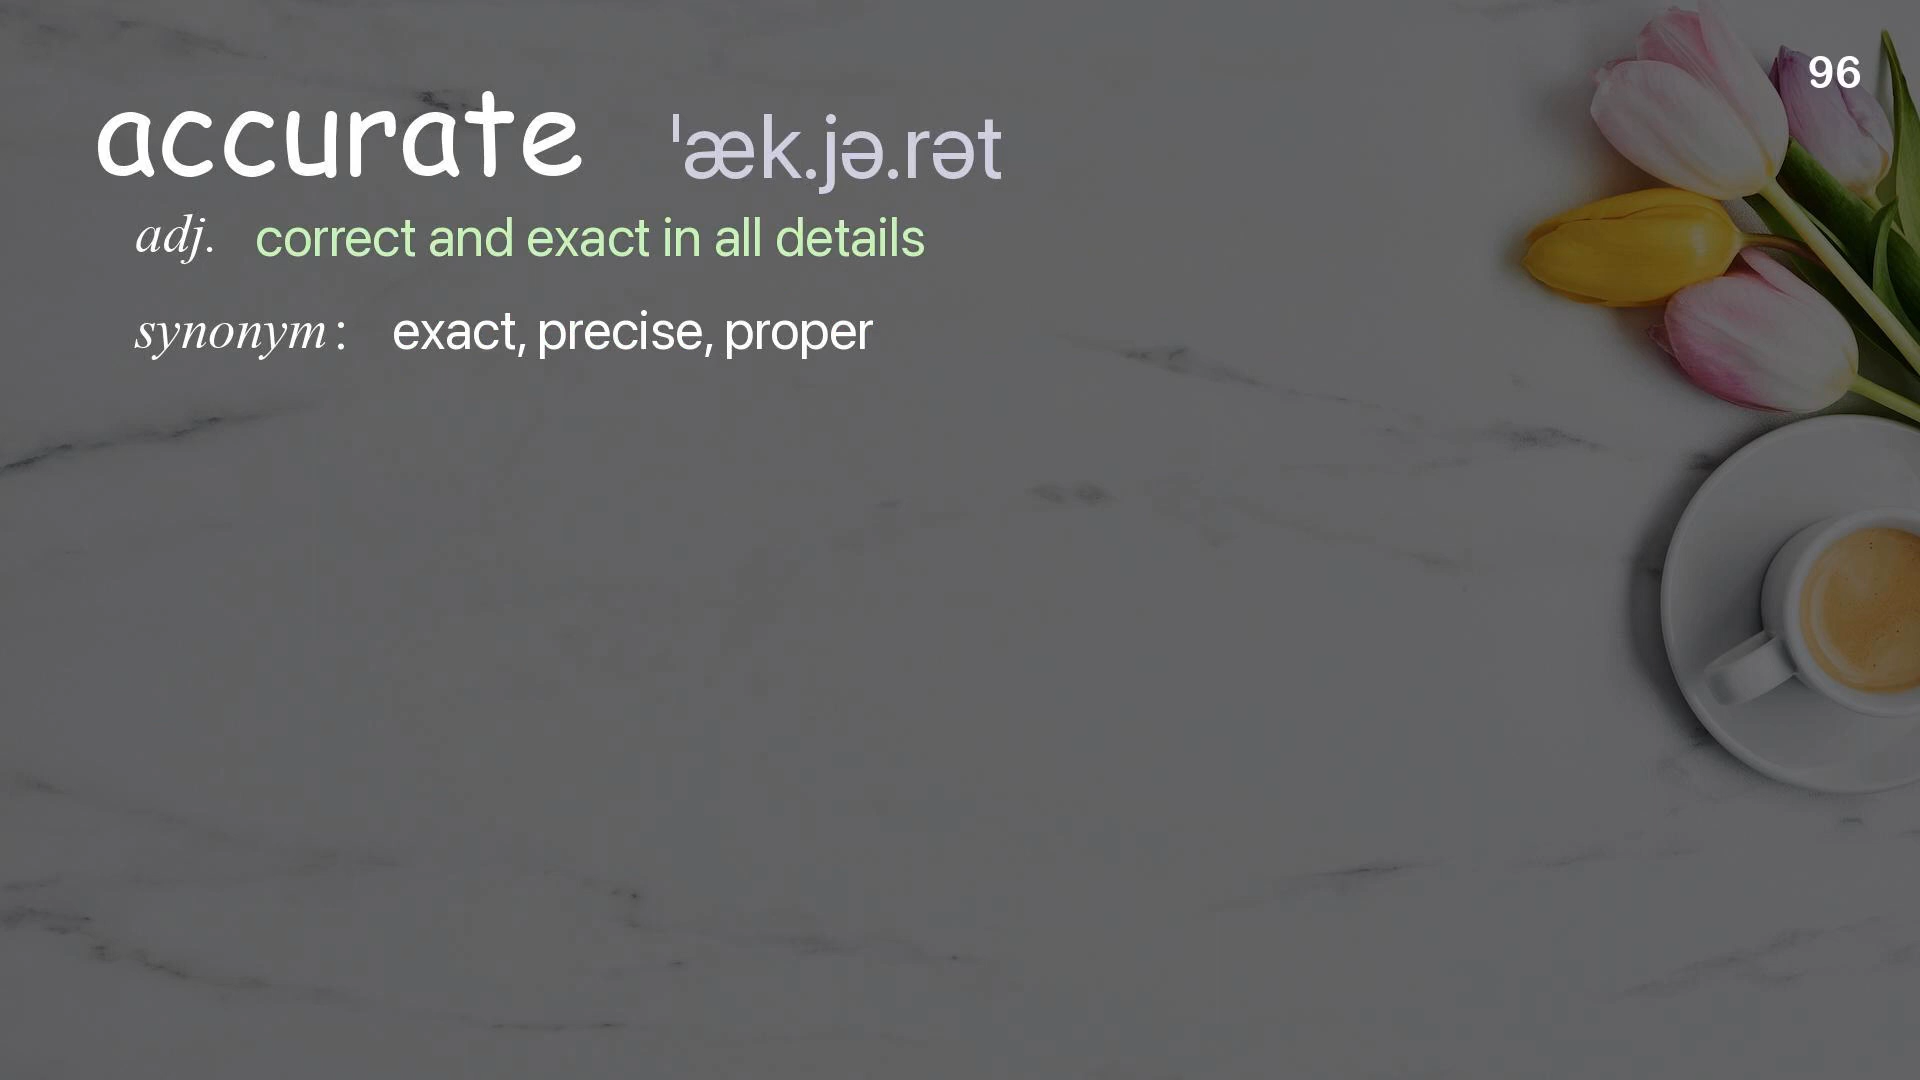 96
accurate ˈæk.jə.rət
adj. correct and exact in all details
synonym: exact, precise, proper